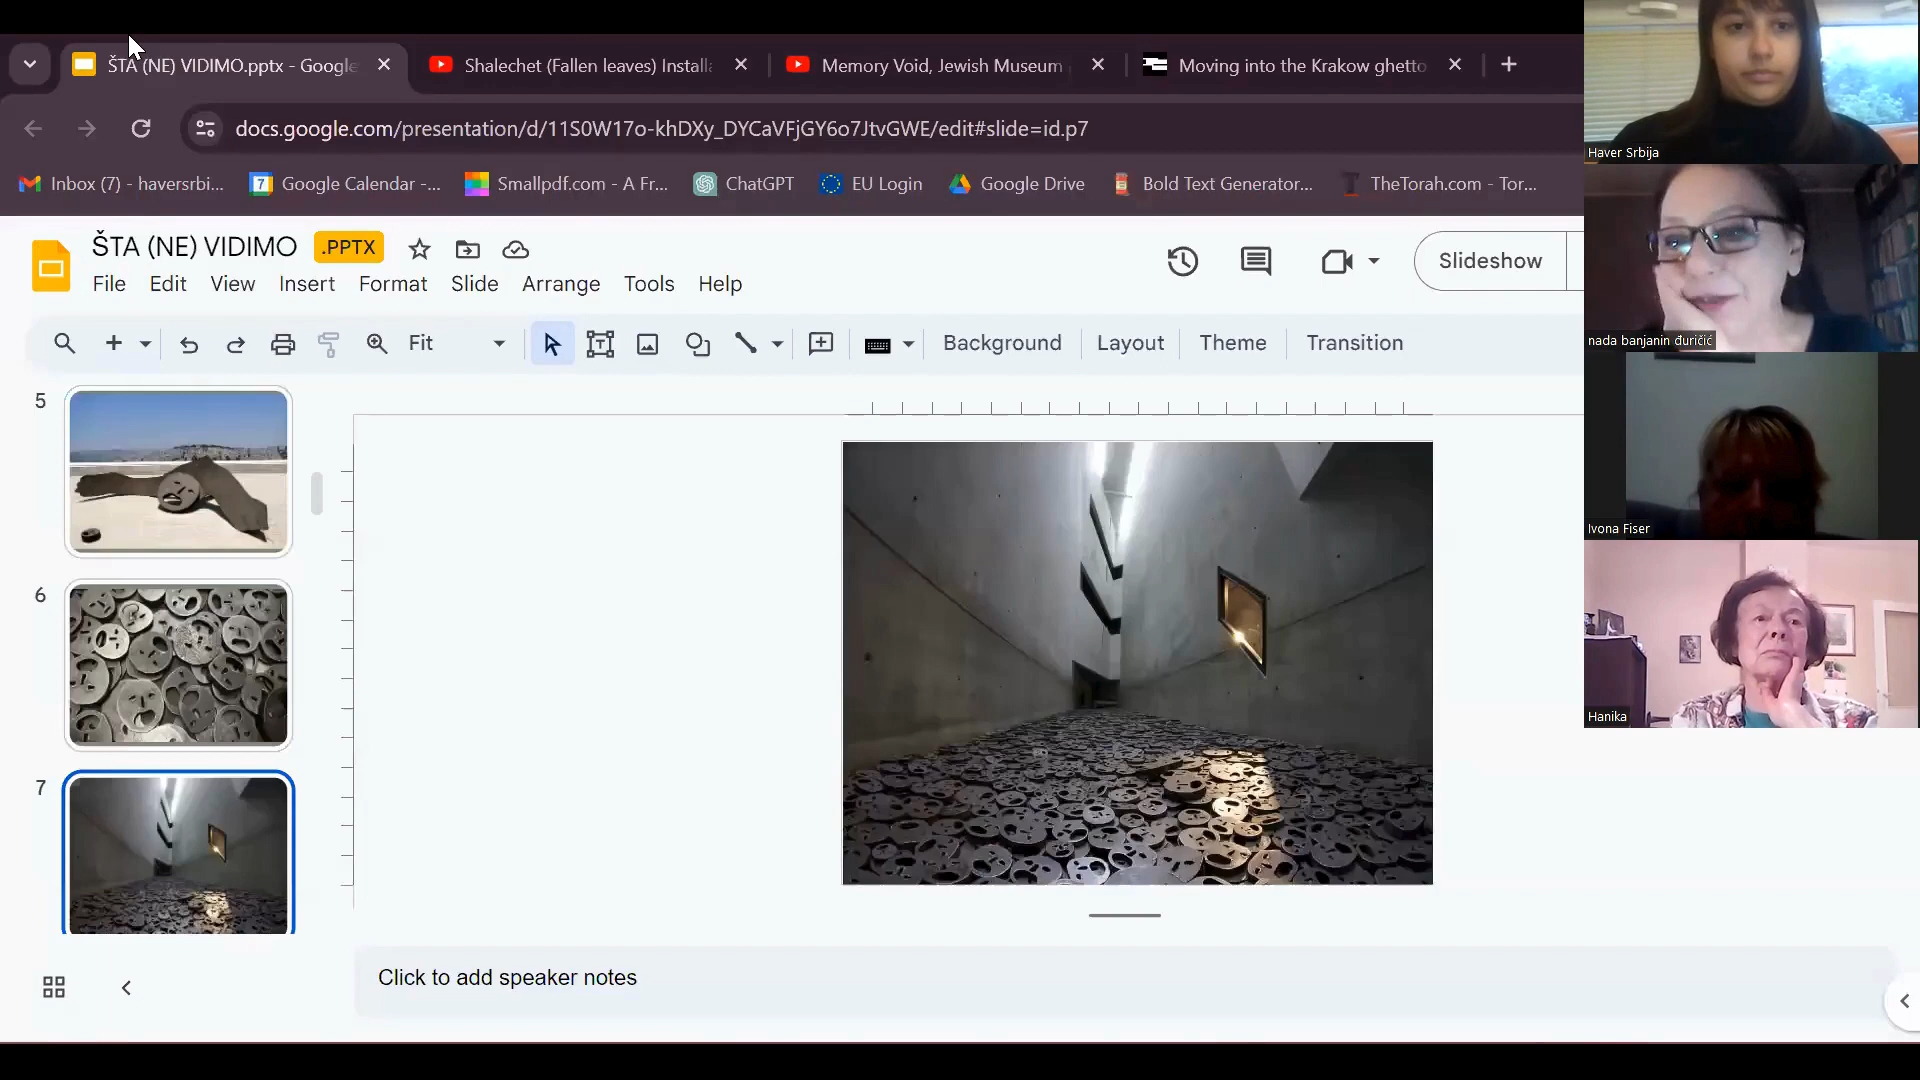 ŠTA (NE) VIDIMO.pptx - Google
Shalechet (Fallen leaves) Install
Memory Void, Jewish Museum
Moving into the Krakow ghetto
docs.google.com/presentation/d/11S0W17o-khDXy_DYCaVFjGY6o7JtvGWE/edit#slide=id.p7
Inbox (7) - haversrbi...
7
Google Calendar -...
Smallpdf.com - A Fr...
ChatGPT
EU Login
Google Drive
Bold Text Generator...
TheTorah.com - Tor...
ŠTA (NE) VIDIMO
.PPTX
File Edit View Insert Format Slide Arrange Tools Help
Slideshow
Fit
Background
Layout
Theme
Transition
5
6
7
Click to add speaker notes
Haver Srbija
nada banjanin đuričić
Ivona Fiser
Hanika